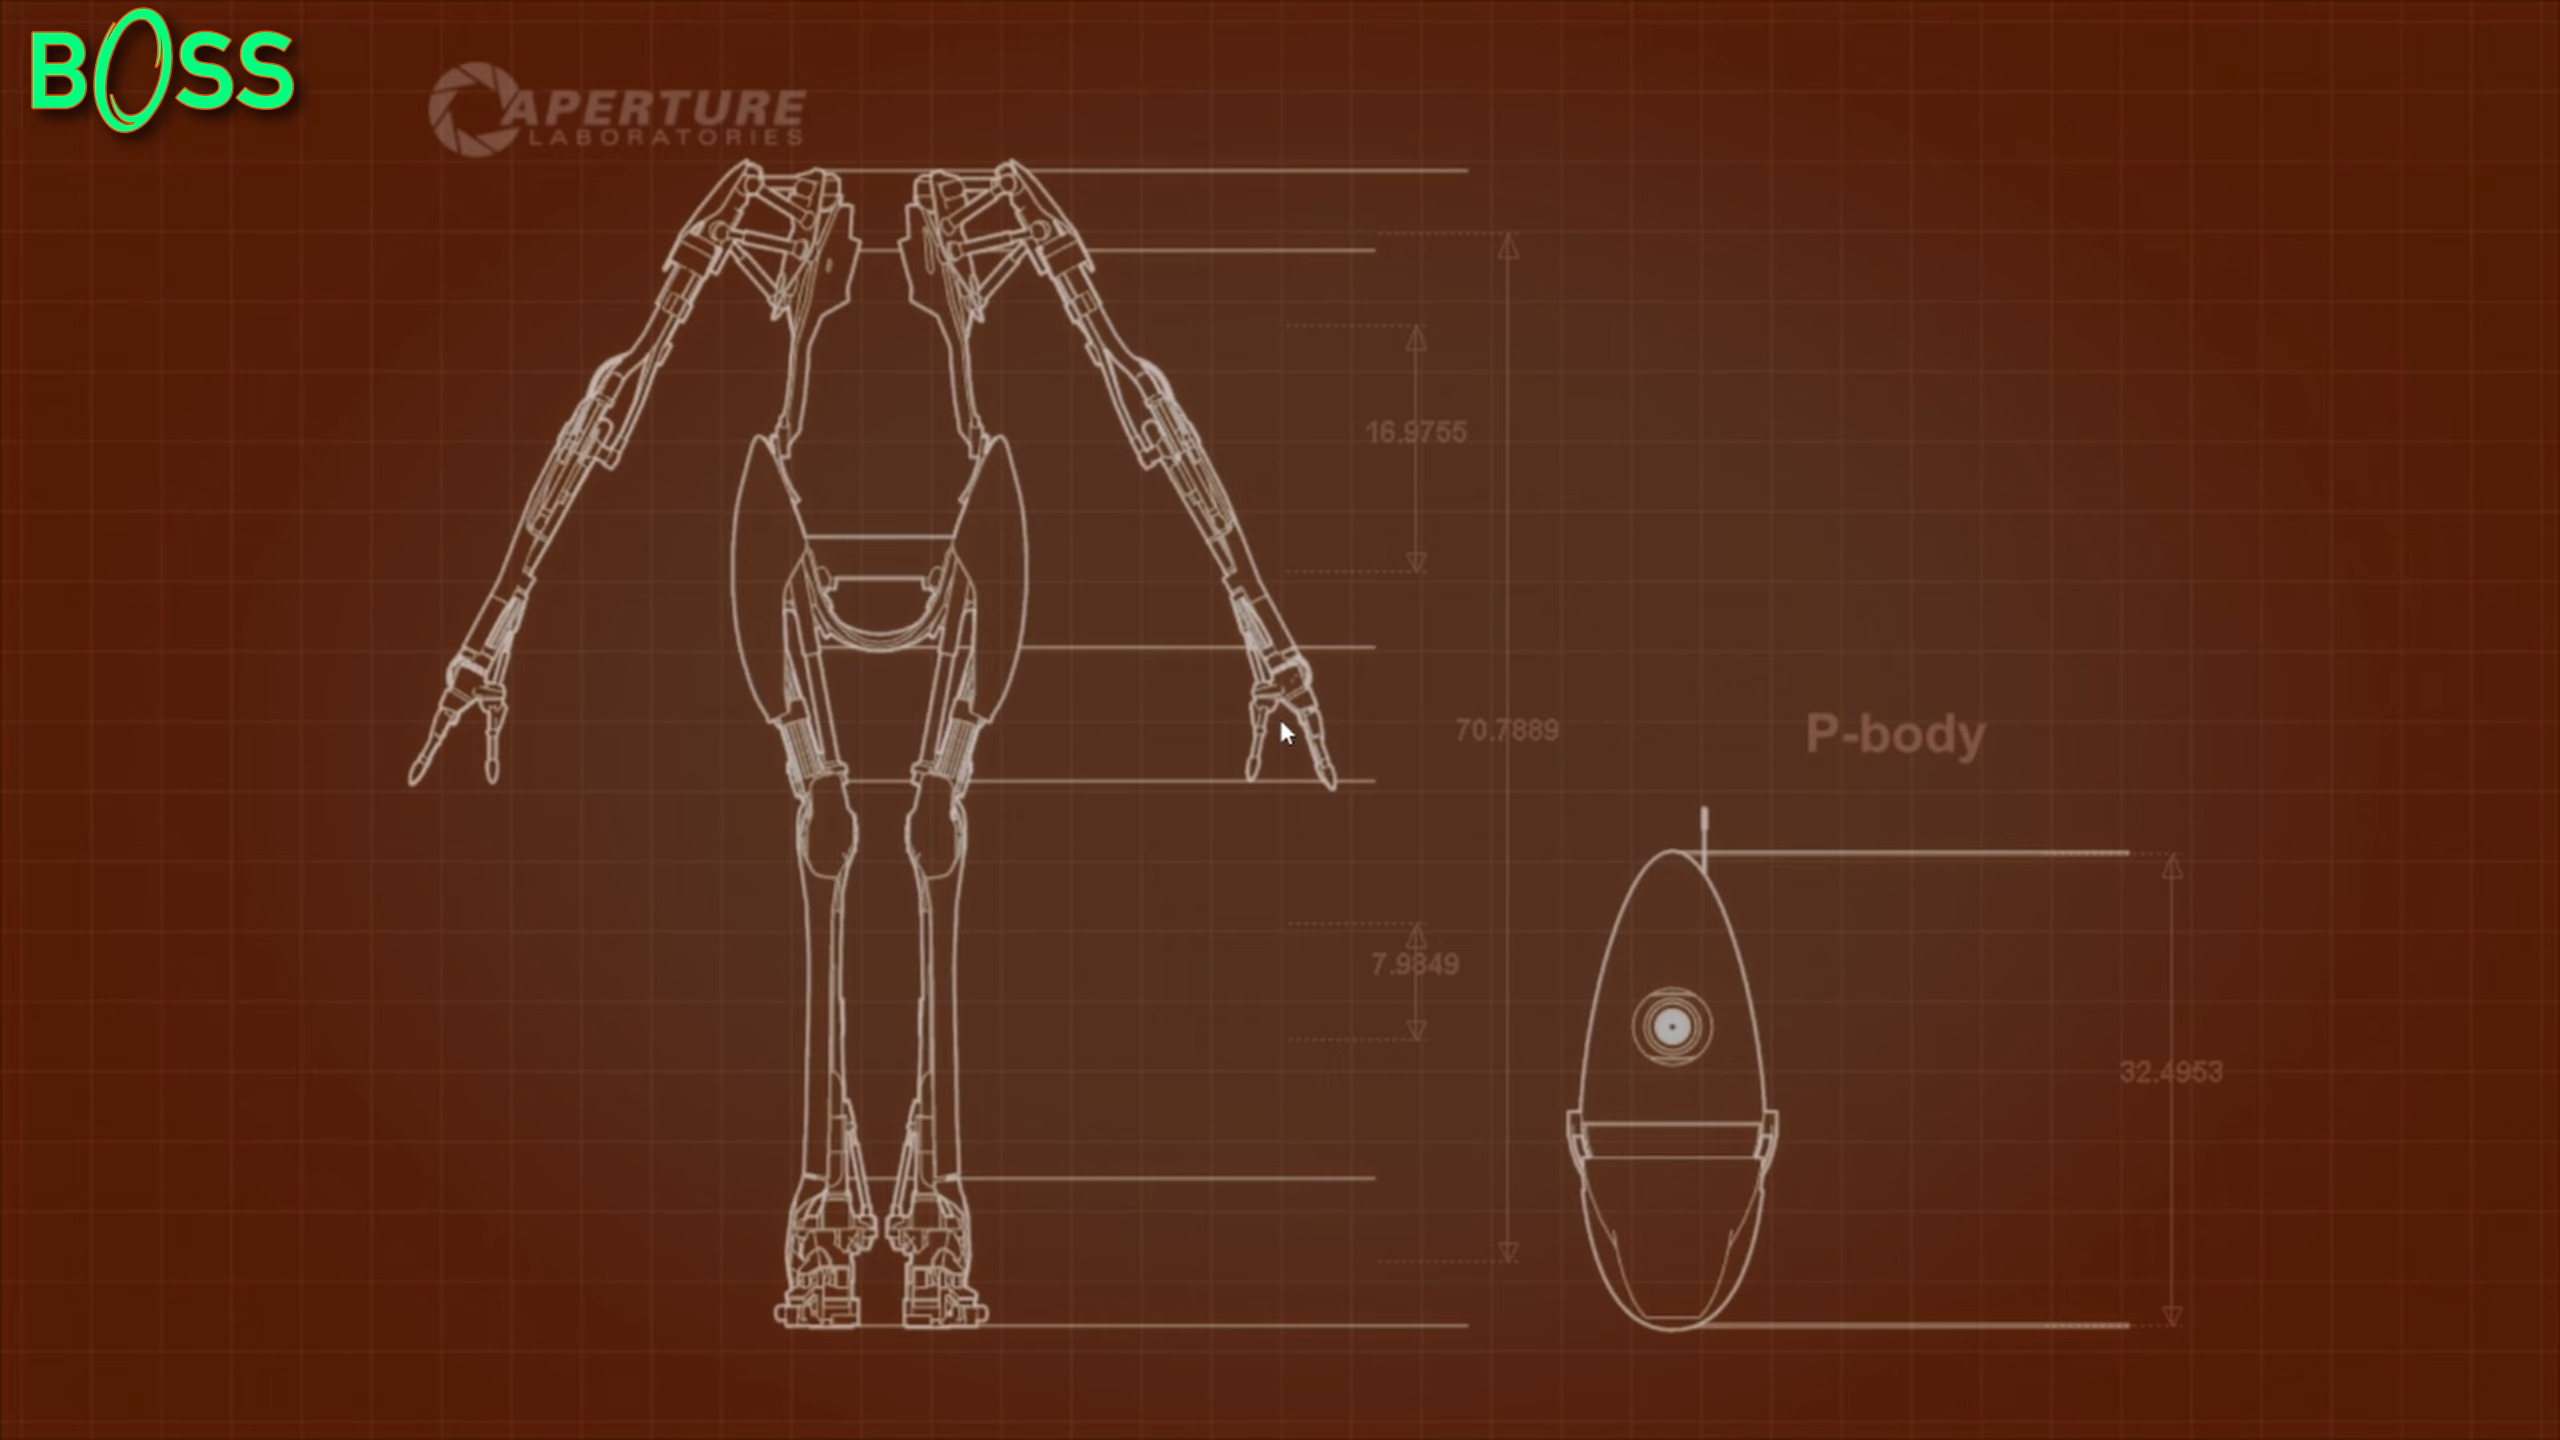 BOSS
APERTURE
LABORATORIES
16.9755
70.7889
P-body
7.9849
32.4953